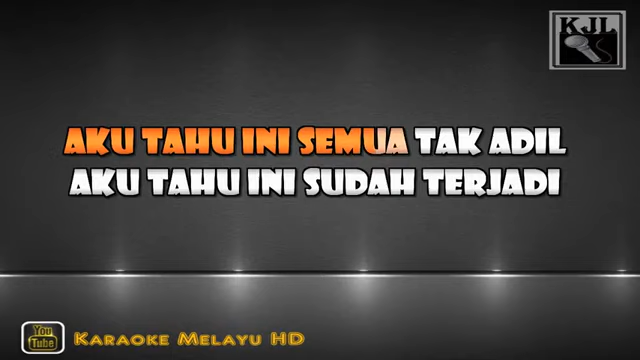 KJL
AKU TAHU INI SEMUA TAK ADIL
AKU TAHU INI SUDAH TERJADI
You
Tube
KARAOKE MELAYU HD